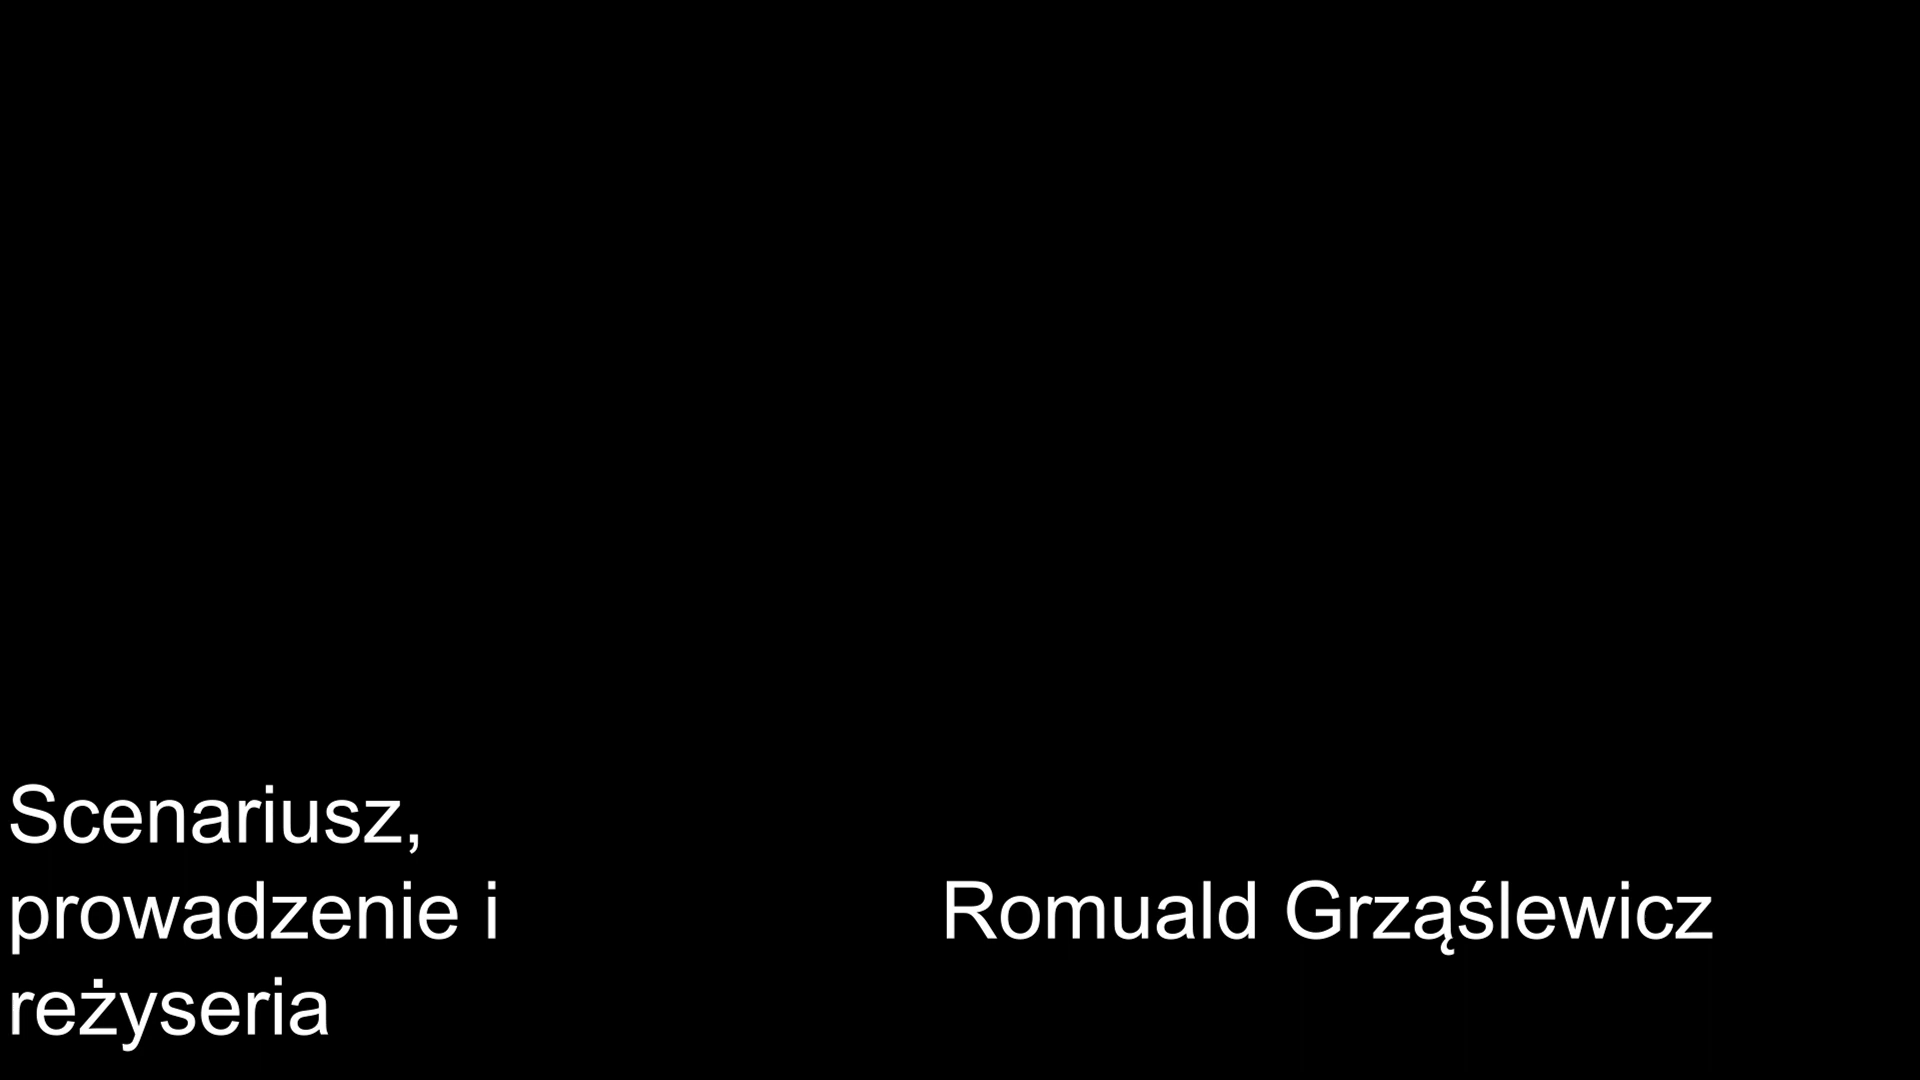 Scenariusz,
prowadzenie i
reżyseria
Romuald Grząślewicz